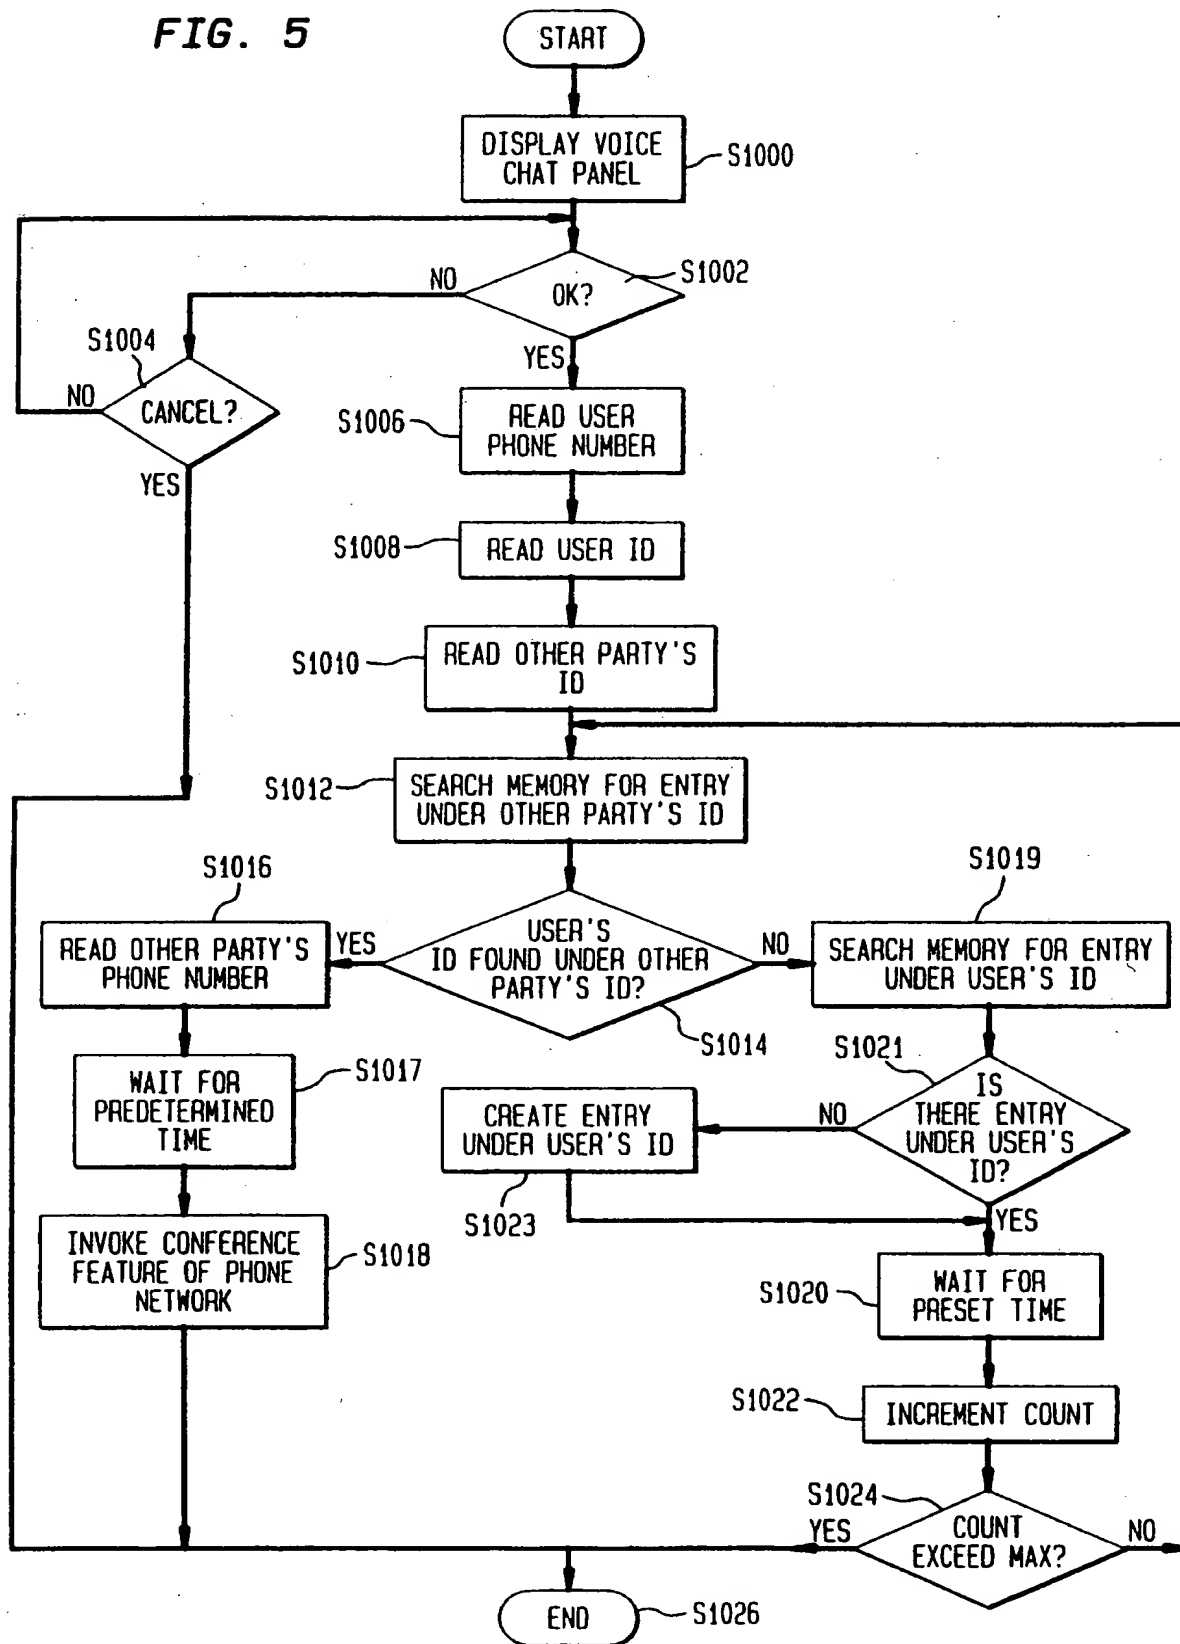 FIG. 5
START
DISPLAY VOICE
CHAT PANEL
S1000
OK?
S1002
NO
YES
S1004
CANCEL?
NO
YES
S1006
READ USER
PHONE NUMBER
S1008
READ USER ID
S1010
READ OTHER PARTY'S
ID
S1012
SEARCH MEMORY FOR ENTRY
UNDER OTHER PARTY'S ID
S1016
READ OTHER PARTY'S
PHONE NUMBER
YES
USER'S
ID FOUND UNDER OTHER
PARTY'S ID?
S1014
NO
S1019
SEARCH MEMORY FOR ENTRY
UNDER USER'S ID
WAIT FOR
PREDETERMINED
TIME
S1017
S1021
IS
THERE ENTRY
UNDER USER'S
ID?
NO
YES
CREATE ENTRY
UNDER USER'S ID
S1023
INVOKE CONFERENCE
FEATURE OF PHONE
NETWORK
S1018
S1020
WAIT FOR
PRESET TIME
S1022
INCREMENT COUNT
S1024
COUNT
EXCEED MAX?
YES
NO
END
S1026